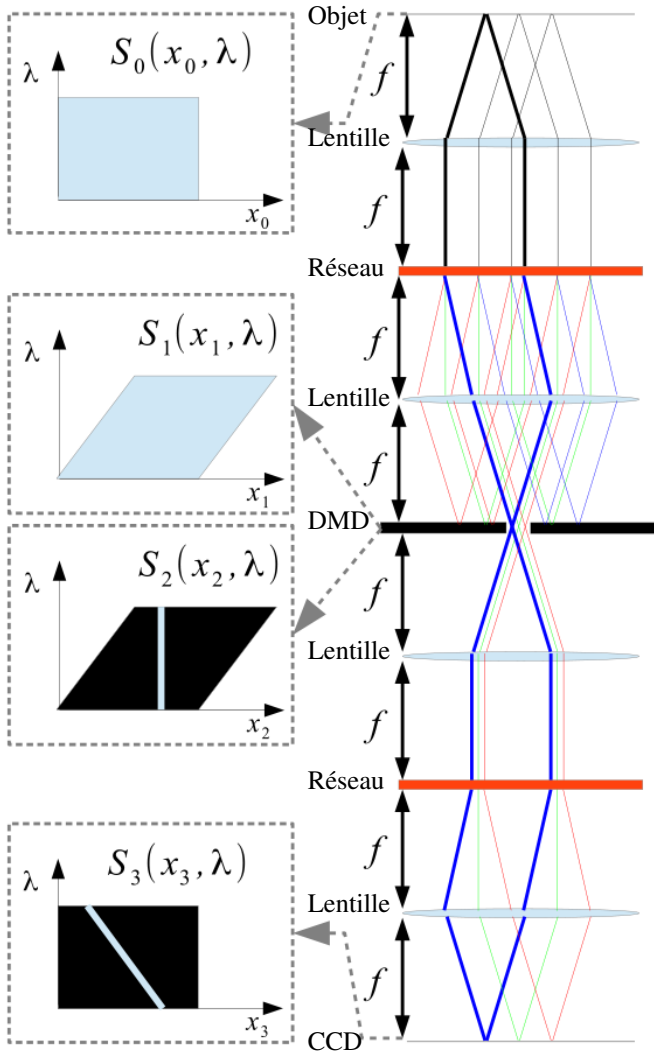 Objet
S₀(x₀, λ)
λ
x₀
f
Lentille
f
Réseau
S₁(x₁, λ)
λ
x₁
f
Lentille
f
DMD
S₂(x₂, λ)
λ
x₂
f
Lentille
f
Réseau
S₃(x₃, λ)
λ
x₃
f
Lentille
f
CCD